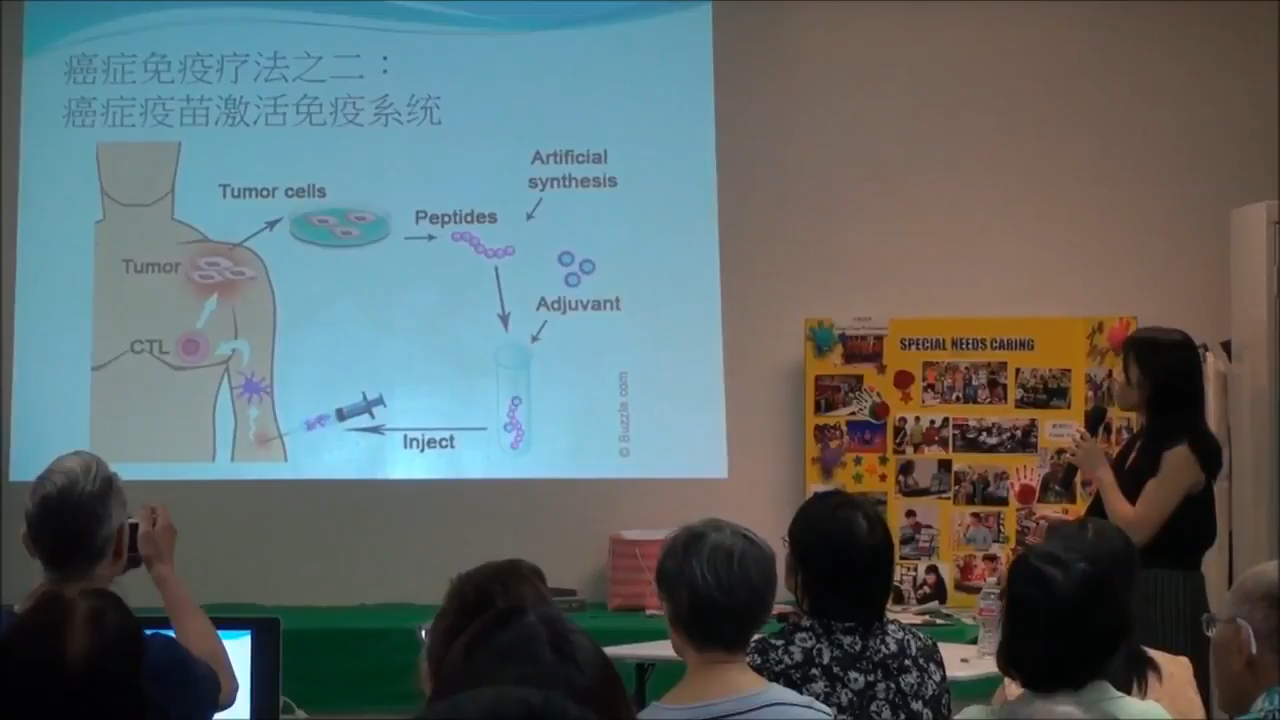 癌症免疫疗法之二：
癌症疫苗激活免疫系统
Artificial
synthesis
Tumor cells
Peptides
Tumor
Adjuvant
CTL
Inject
© Buzzle.com
SPECIAL NEEDS CARING